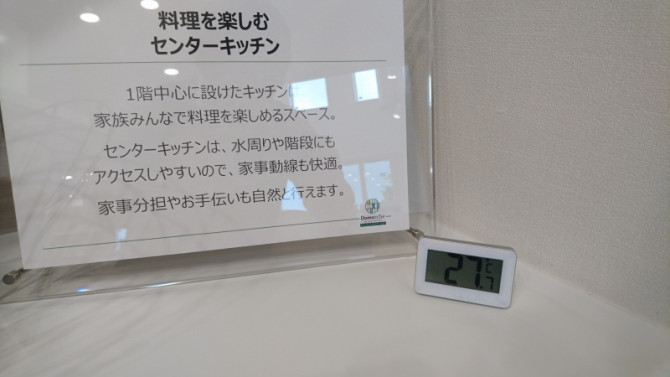 料理を楽しむ
センターキッチン
1階中心に設けたキッチンは
家族みんなで料理を楽しめるスペース。
センターキッチンは、水周りや階段にも
アクセスしやすいので、家事動線も快適。
家事分担やお手伝いも自然と行えます。
27.7℃